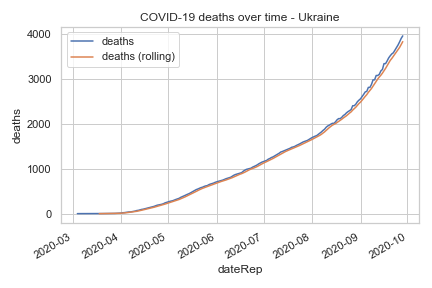 COVID-19 deaths over time - Ukraine
deaths
deaths (rolling)
4000
3000
2000
1000
0
deaths
2020-03
2020-04
2020-05
2020-06
2020-07
2020-08
2020-09
2020-10
dateRep